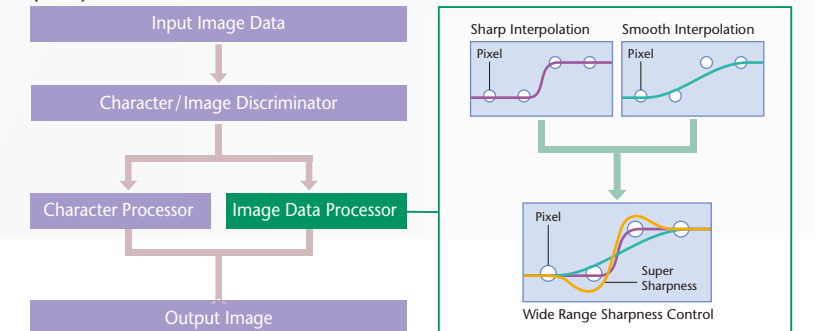 Input Image Data
Character/Image Discriminator
Character Processor
Image Data Processor
Output Image
Sharp Interpolation
Smooth Interpolation
Pixel
Pixel
Pixel
Super
Sharpness
Wide Range Sharpness Control